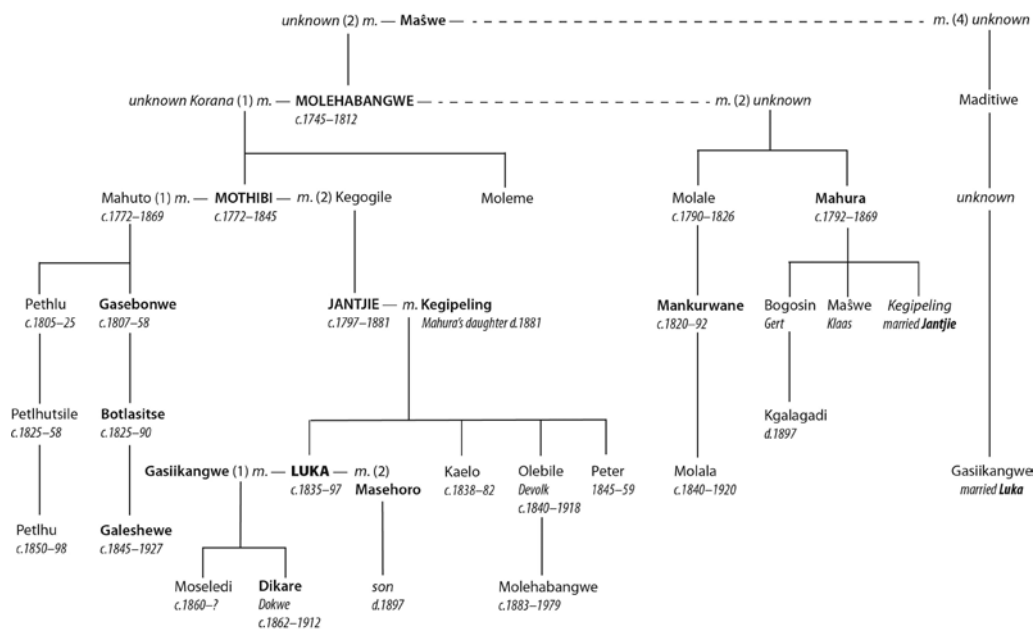 unknown (2) m. — Maŝwe — m. (4) unknown
unknown Korana (1) m. — MOLEHABANGWE — m. (2) unknown
Maditiwe
c.1745–1812
Mahuto (1) m. — MOTHIBI — m. (2) Kegogile
c.1772–1869
c.1772–1845
Moleme
Molale
c.1790–1826
Mahura
c.1792–1869
unknown
Pethlu
c.1805–25
Gasebonwe
c.1807–58
JANTJIE — m. Kegipeling
c.1797–1881
Mahura's daughter d.1881
Mankurwane
c.1820–92
Bogosin
Gert
Maŝwe
Klaas
Kegipeling
married Jantjie
Petlhutsile
c.1825–58
Botlasitse
c.1825–90
Kgalagadi
d.1897
Gasiikangwe (1) m. — LUKA — m. (2)
Masehoro
c.1835–97
Kaelo
c.1838–82
Olebile
Devolk
c.1840–1918
Peter
1845–59
Molala
c.1840–1920
Gasiikangwe
married Luka
Petlhu
c.1850–98
Galeshewe
c.1845–1927
Moseledi
c.1860–?
Dikare
Dokwe
c.1862–1912
son
d.1897
Molehabangwe
c.1883–1979